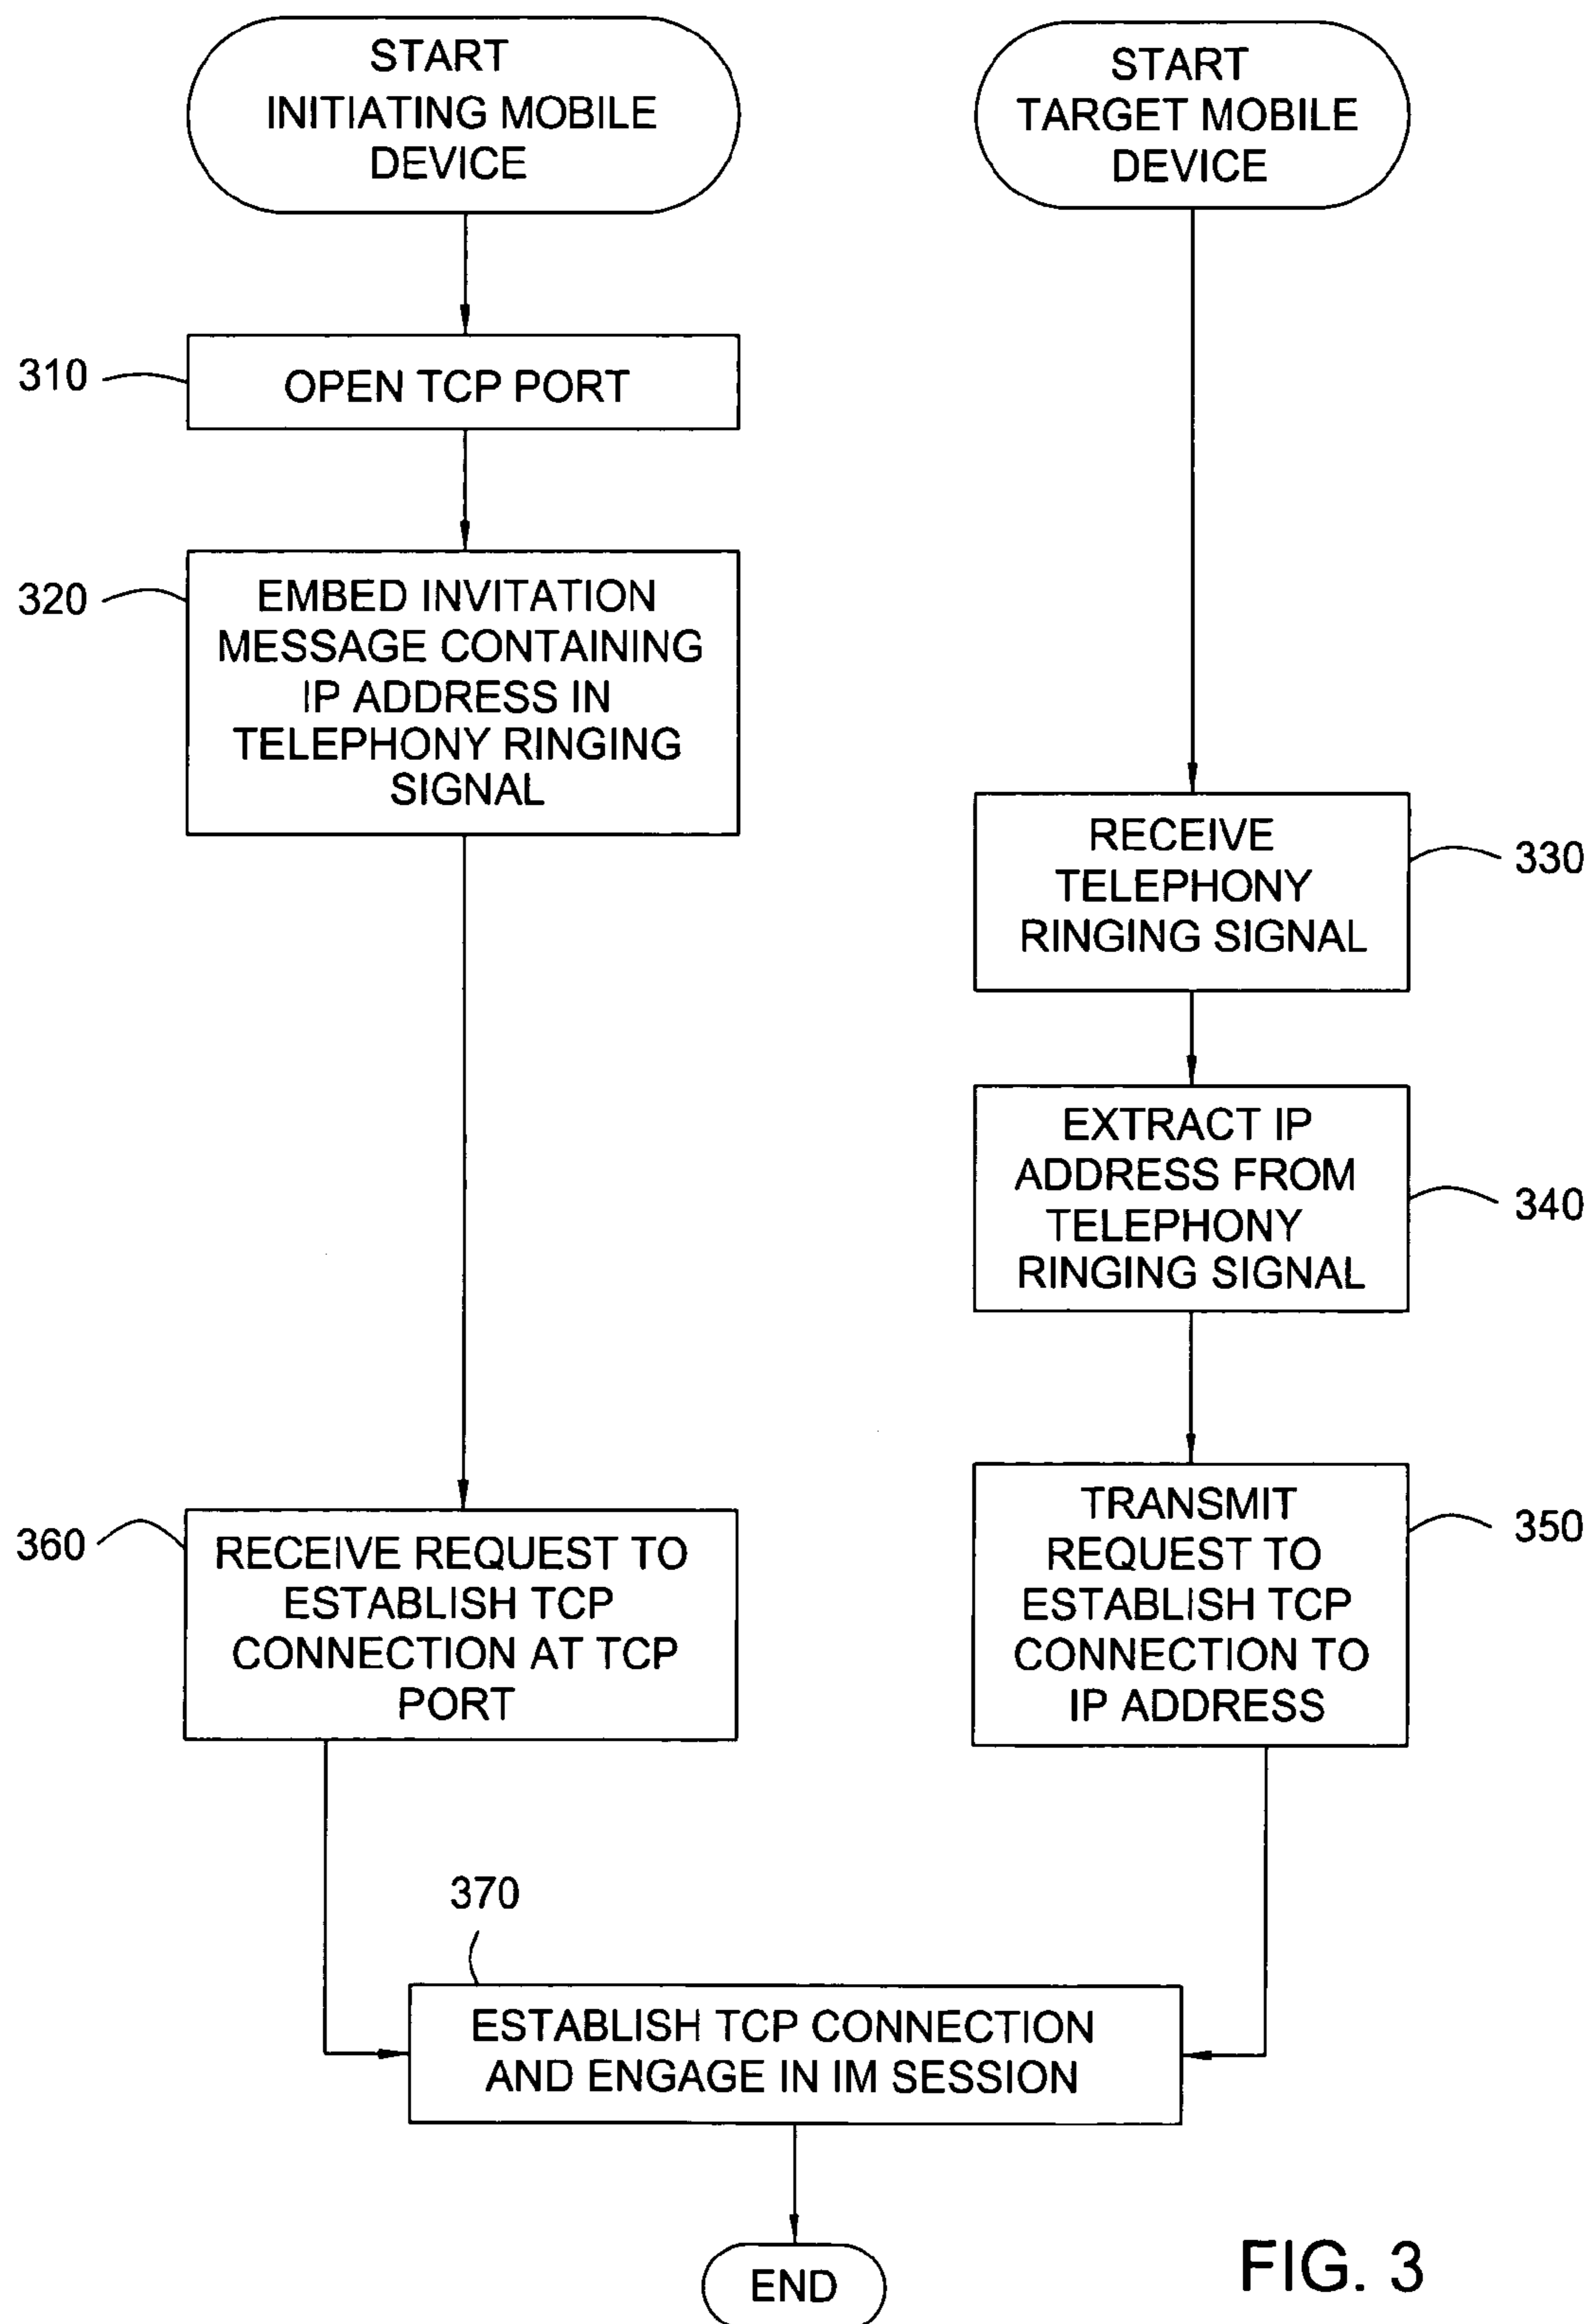 START
INITIATING MOBILE
DEVICE
START
TARGET MOBILE
DEVICE
310
OPEN TCP PORT
320
EMBED INVITATION
MESSAGE CONTAINING
IP ADDRESS IN
TELEPHONY RINGING
SIGNAL
RECEIVE
TELEPHONY
RINGING SIGNAL
330
EXTRACT IP
ADDRESS FROM
TELEPHONY
RINGING SIGNAL
340
TRANSMIT
REQUEST TO
ESTABLISH TCP
CONNECTION TO
IP ADDRESS
350
360
RECEIVE REQUEST TO
ESTABLISH TCP
CONNECTION AT TCP
PORT
370
ESTABLISH TCP CONNECTION
AND ENGAGE IN IM SESSION
END
FIG. 3